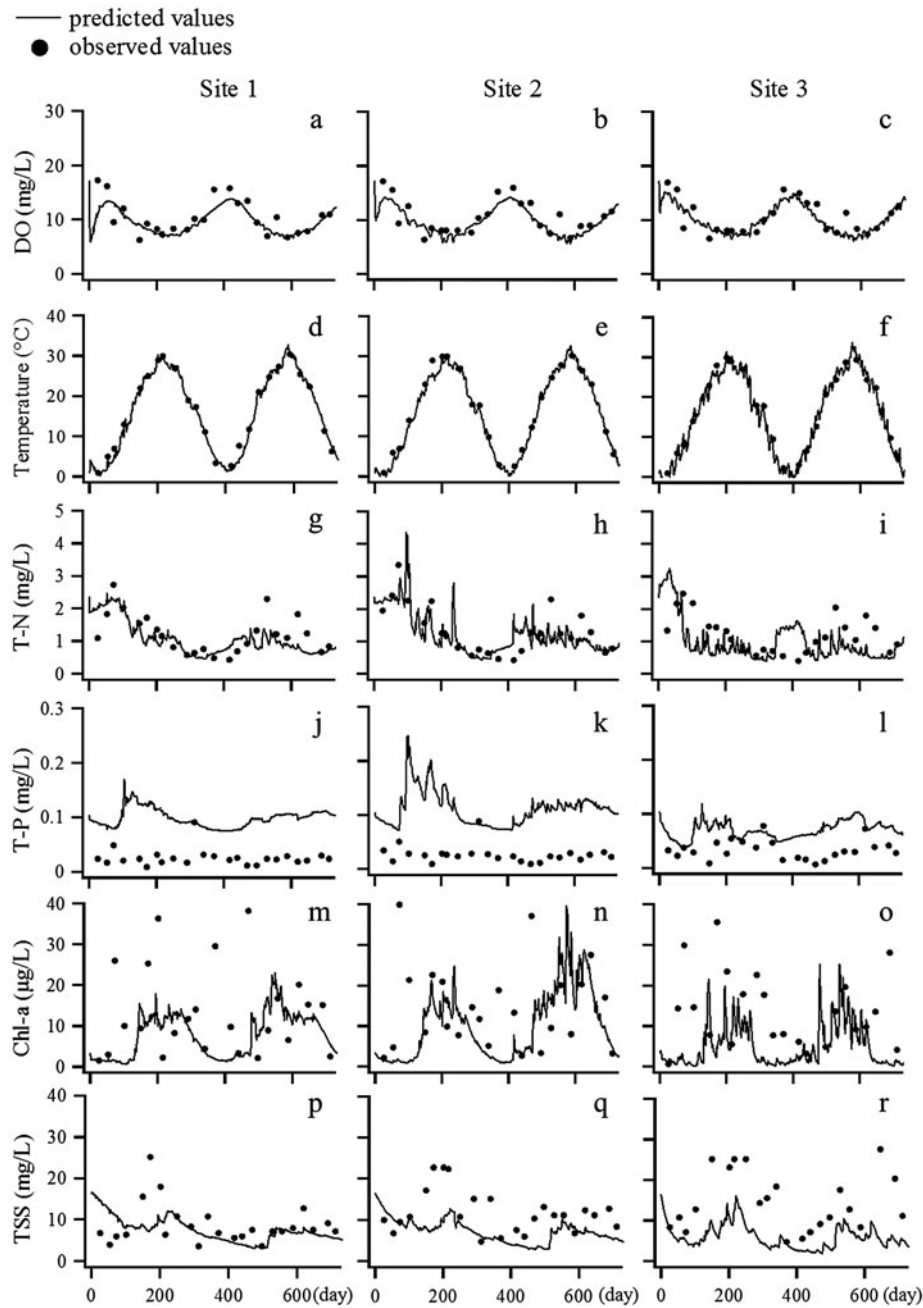 predicted values
observed values
Site 1 Site 2 Site 3
30 a b c
DO (mg/L)
20
10
0
40 d e f
Temperature (°C)
30
20
10
0
5 g h i
T-N (mg/L)
4
3
2
1
0
0.3 j k l
T-P (mg/L)
0.2
0.1
0
40 m n o
Chl-a (µg/L)
30
20
10
0
40 p q r
TSS (mg/L)
30
20
10
0
0 200 400 600 (day) 0 200 400 600 (day) 0 200 400 600 (day)